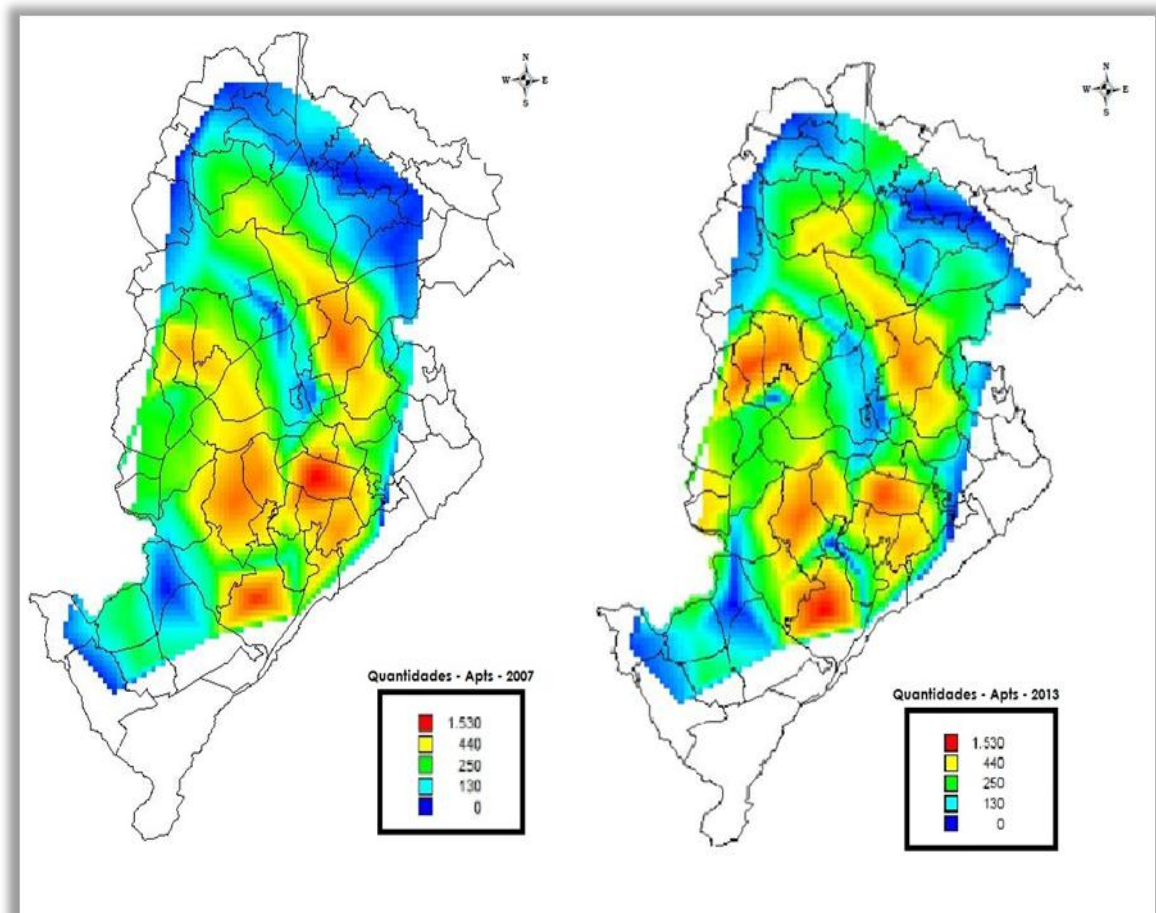 N
W E
S
N
W E
S
Quantidades - Apts - 2007
1.530
440
250
130
0
Quantidades - Apts - 2013
1.530
440
250
130
0